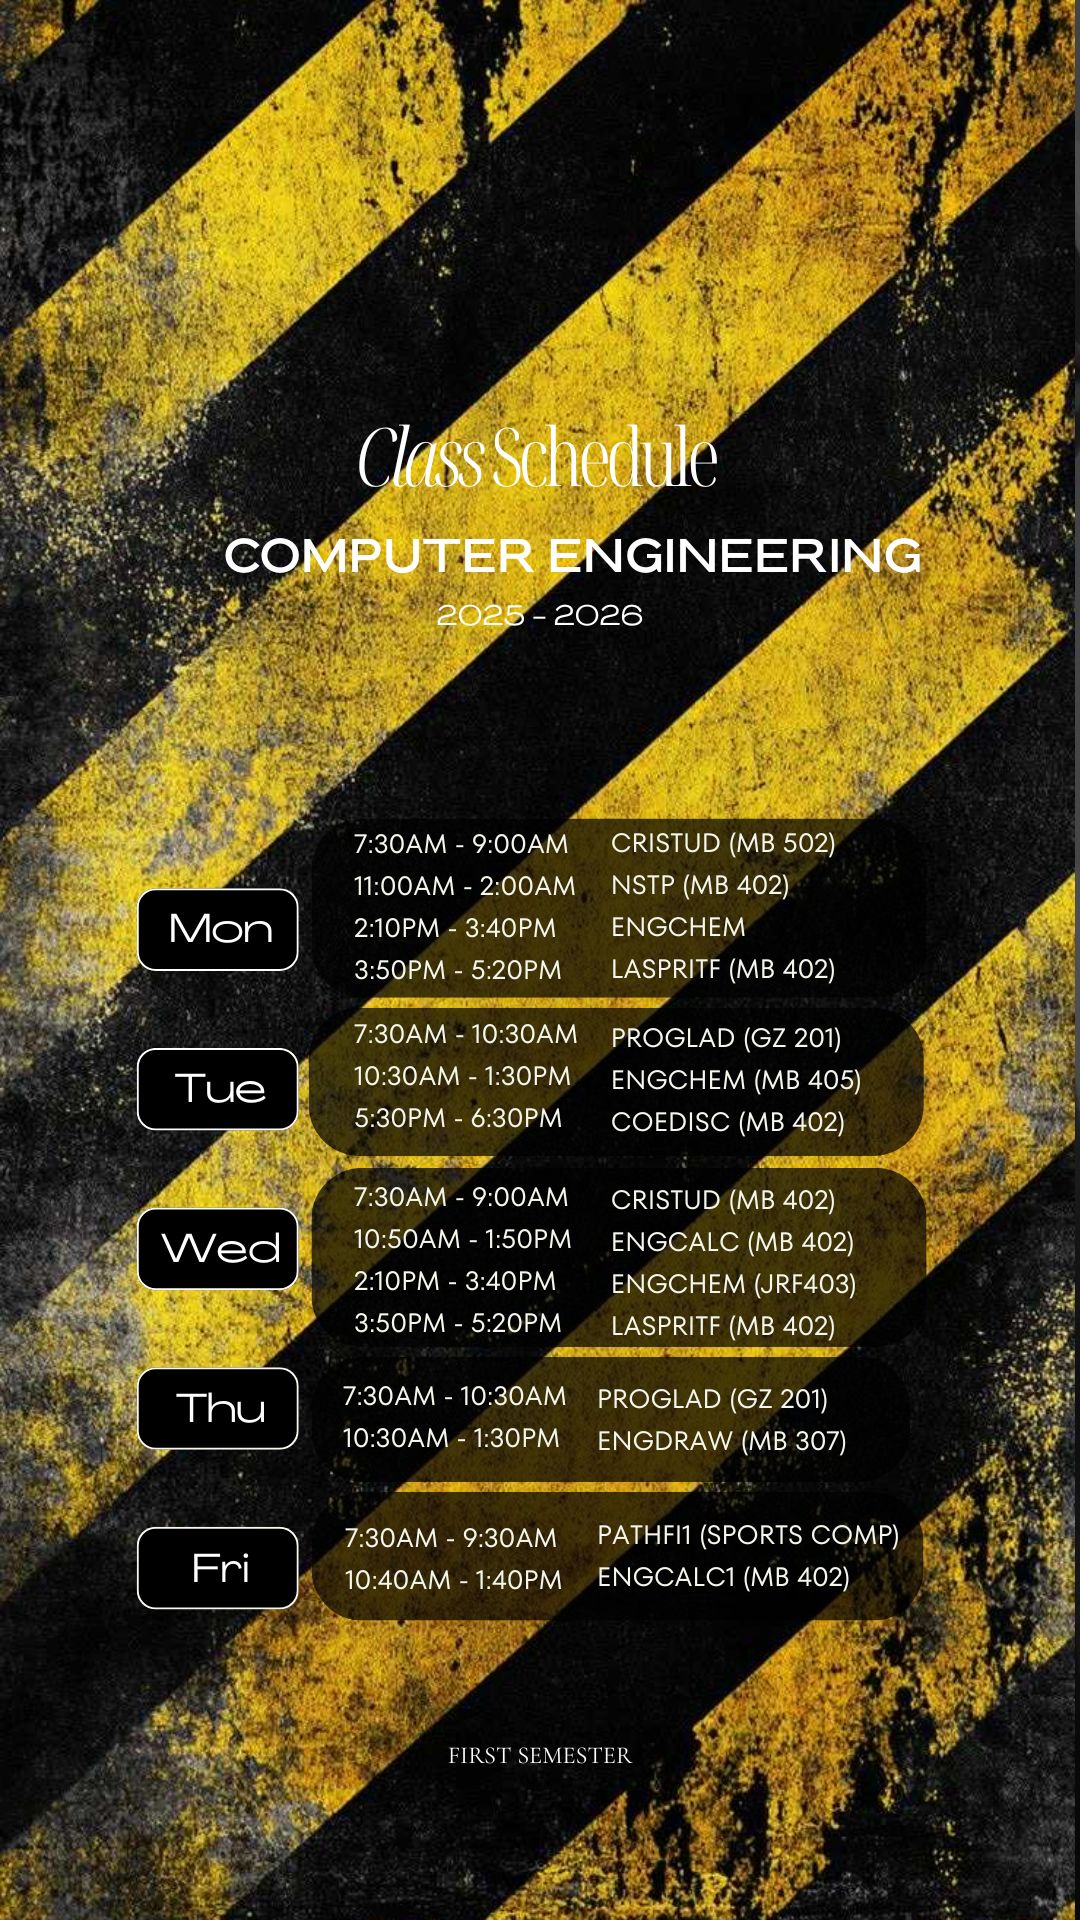 Class Schedule
COMPUTER ENGINEERING
2025 - 2026
Mon
7:30AM - 9:00AM CRISTUD (MB 502)
11:00AM - 2:00AM NSTP (MB 402)
2:10PM - 3:40PM ENGCHEM
3:50PM - 5:20PM LASPRITF (MB 402)
Tue
7:30AM - 10:30AM PROGLAD (GZ 201)
10:30AM - 1:30PM ENGCHEM (MB 405)
5:30PM - 6:30PM COEDISC (MB 402)
Wed
7:30AM - 9:00AM CRISTUD (MB 402)
10:50AM - 1:50PM ENGCALC (MB 402)
2:10PM - 3:40PM ENGCHEM (JRF403)
3:50PM - 5:20PM LASPRITF (MB 402)
Thu
7:30AM - 10:30AM PROGLAD (GZ 201)
10:30AM - 1:30PM ENGDRAW (MB 307)
Fri
7:30AM - 9:30AM PATHFI1 (SPORTS COMP)
10:40AM - 1:40PM ENGCALC1 (MB 402)
FIRST SEMESTER